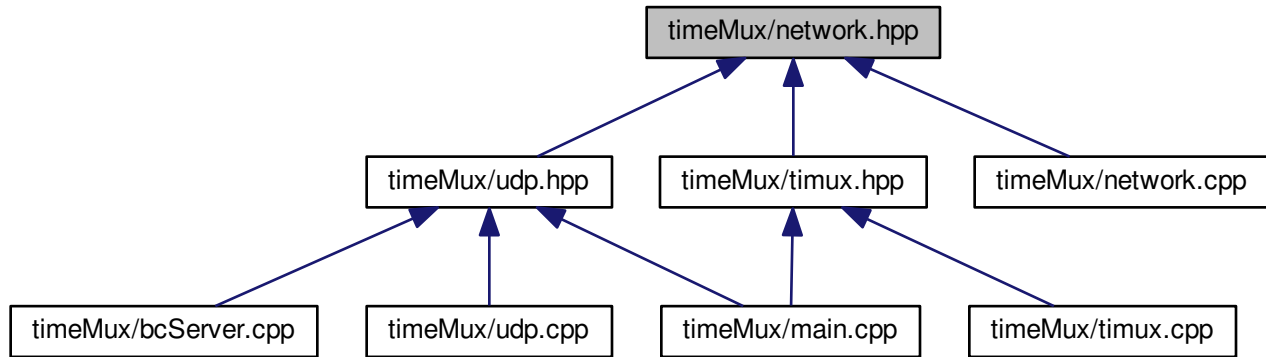 timeMux/network.hpp
timeMux/udp.hpp
timeMux/timux.hpp
timeMux/network.cpp
timeMux/bcServer.cpp
timeMux/udp.cpp
timeMux/main.cpp
timeMux/timux.cpp